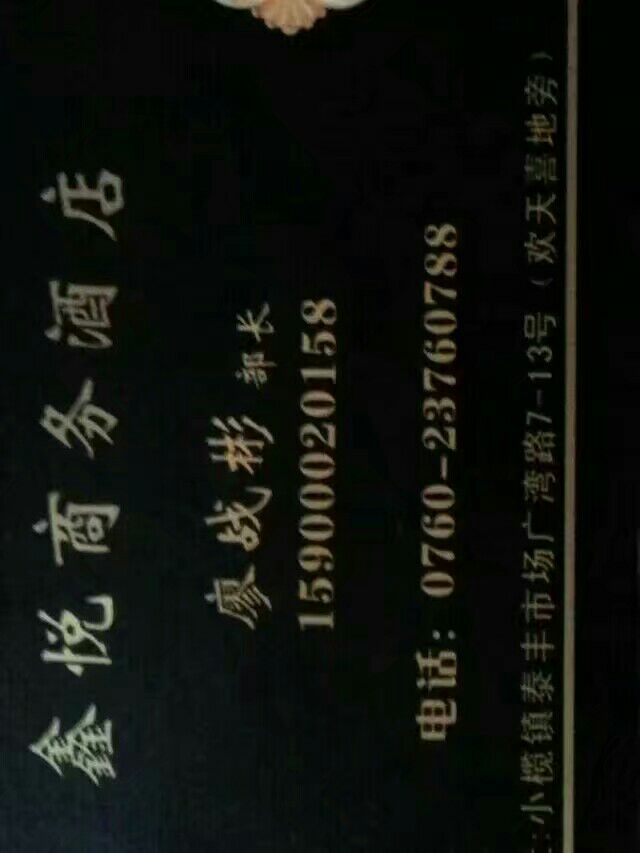 鑫悦商务酒店
廖战彬 部长
15900020158
电话: 0760-23760788
:小榄镇泰丰市场广湾路7-13号（欢天喜地旁）